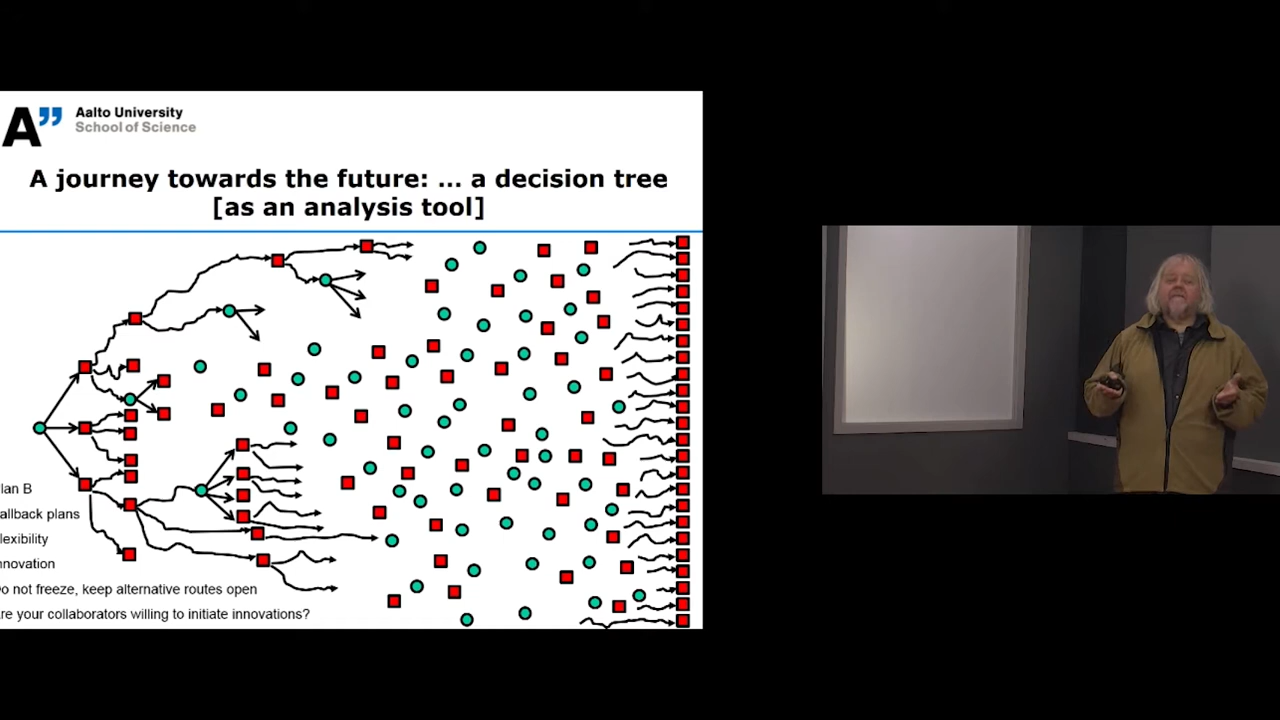 A”
Aalto University
School of Science
A journey towards the future: ... a decision tree
[as an analysis tool]
lan B
allback plans
lexibility
nnovation
o not freeze, keep alternative routes open
re your collaborators willing to initiate innovations?